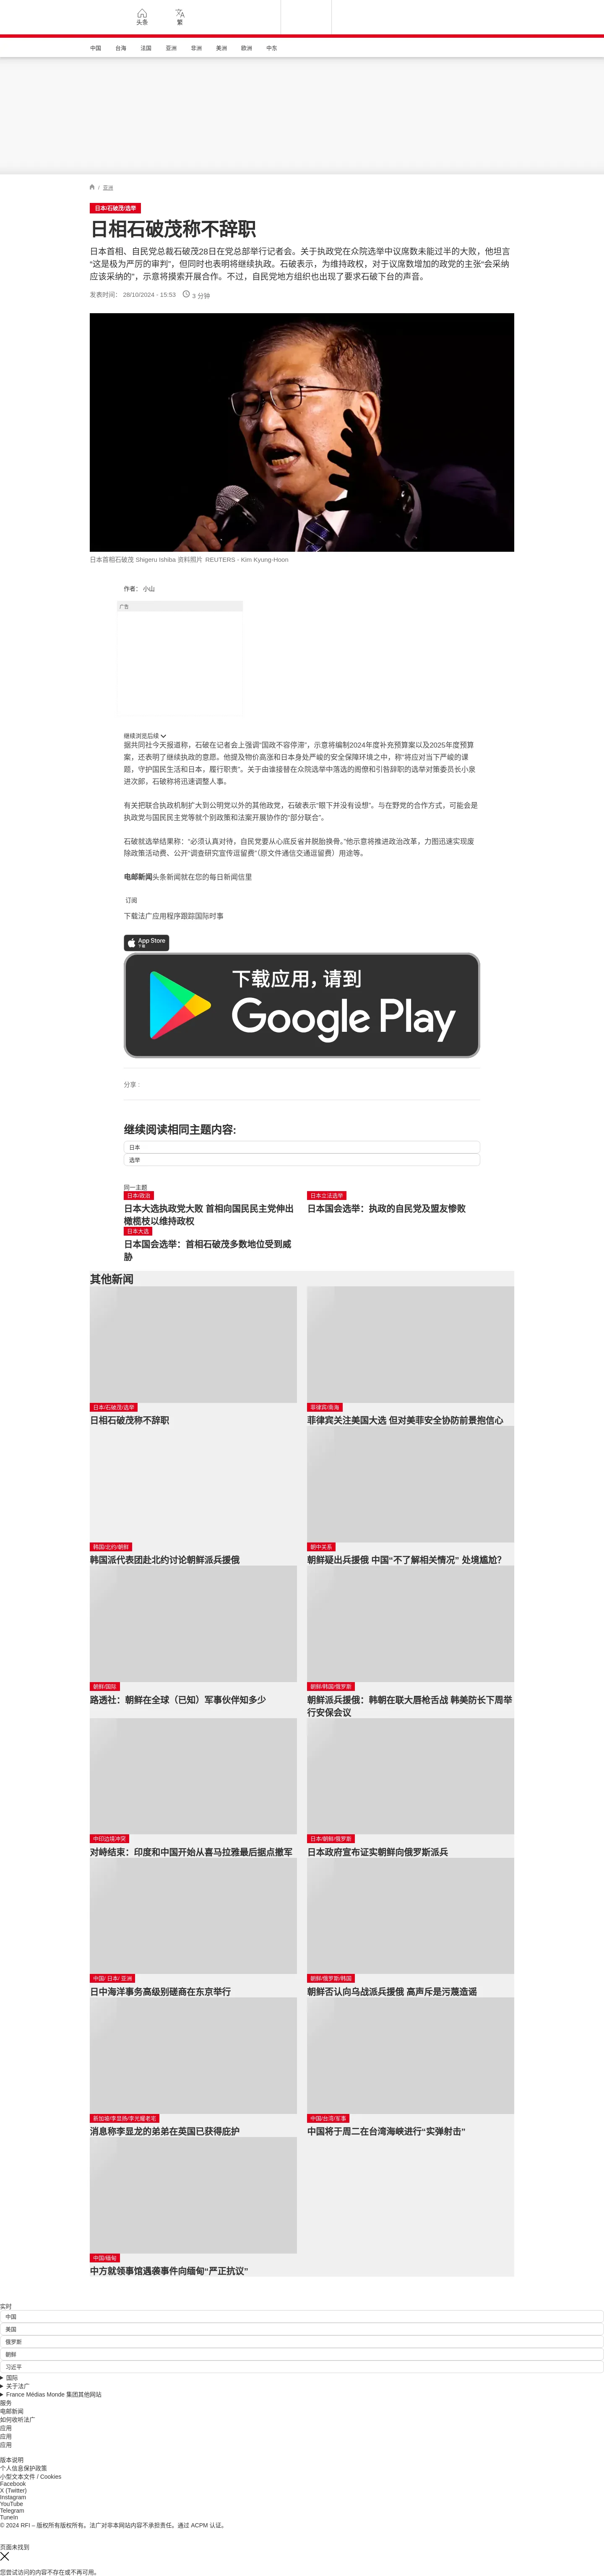 头条
繁
中国 台海 法国 亚洲 非洲 美洲 欧洲 中东
/ 亚洲
日本/石破茂/选举
日相石破茂称不辞职
日本首相、自民党总裁石破茂28日在党总部举行记者会。关于执政党在众院选举中议席数未能过半的大败，他坦言
“这是极为严厉的审判”，但同时也表明将继续执政。石破表示，为维持政权，对于议席数增加的政党的主张“会采纳
应该采纳的”，示意将摸索开展合作。不过，自民党地方组织也出现了要求石破下台的声音。
发表时间： 28/10/2024 - 15:53 3 分钟
日本首相石破茂 Shigeru Ishiba 资料照片 REUTERS - Kim Kyung-Hoon
作者： 小山
广告
继续浏览后续
据共同社今天报道称，石破在记者会上强调“国政不容停滞”，示意将编制2024年度补充预算案以及2025年度预算
案，还表明了继续执政的意愿。他提及物价高涨和日本身处严峻的安全保障环境之中，称“将应对当下严峻的课
题，守护国民生活和日本，履行职责”。关于由谁接替在众院选举中落选的阁僚和引咎辞职的选举对策委员长小泉
进次郎，石破称将迅速调整人事。
有关把联合执政机制扩大到公明党以外的其他政党，石破表示“眼下并没有设想”。与在野党的合作方式，可能会是
执政党与国民民主党等就个别政策和法案开展协作的“部分联合”。
石破就选举结果称：“必须认真对待，自民党要从心底反省并脱胎换骨。”他示意将推进政治改革，力图迅速实现废
除政策活动费、公开“调查研究宣传逗留费”（原文件通信交通逗留费）用途等。
电邮新闻头条新闻就在您的每日新闻信里
订阅
下载法广应用程序跟踪国际时事
App Store
下载
下载应用，请到
Google Play
分享 :
继续阅读相同主题内容:
日本
选举
同一主题
日本/政治
日本大选执政党大败 首相向国民民主党伸出
橄榄枝以维持政权
日本立法选举
日本国会选举：执政的自民党及盟友惨败
日本大选
日本国会选举：首相石破茂多数地位受到威
胁
其他新闻
日本/石破茂/选举
日相石破茂称不辞职
菲律宾/南海
菲律宾关注美国大选 但对美菲安全协防前景抱信心
韩国/北约/朝鲜
韩国派代表团赴北约讨论朝鲜派兵援俄
朝中关系
朝鲜疑出兵援俄 中国“不了解相关情况” 处境尴尬？
朝鲜/国际
路透社：朝鲜在全球（已知）军事伙伴知多少
朝鲜/韩国/俄罗斯
朝鲜派兵援俄：韩朝在联大唇枪舌战 韩美防长下周举
行安保会议
中印边境冲突
对峙结束：印度和中国开始从喜马拉雅最后据点撤军
日本/朝鲜/俄罗斯
日本政府宣布证实朝鲜向俄罗斯派兵
中国/ 日本/ 亚洲
日中海洋事务高级别磋商在东京举行
朝鲜/俄罗斯/韩国
朝鲜否认向乌战派兵援俄 高声斥是污蔑造谣
新加坡/李显扬/李光耀老宅
消息称李显龙的弟弟在英国已获得庇护
中国/台湾/军事
中国将于周二在台湾海峡进行“实弹射击”
中国/缅甸
中方就领事馆遇袭事件向缅甸“严正抗议”
实时
中国
美国
俄罗斯
朝鲜
习近平
国际
关于法广
France Médias Monde 集团其他网站
服务
电邮新闻
如何收听法广
应用
应用
应用
版本说明
个人信息保护政策
小型文本文件 / Cookies
Facebook
X (Twitter)
Instagram
YouTube
Telegram
TuneIn
© 2024 RFI – 版权所有版权所有。法广对非本网站内容不承担责任。通过 ACPM 认证。
页面未找到
您尝试访问的内容不存在或不再可用。